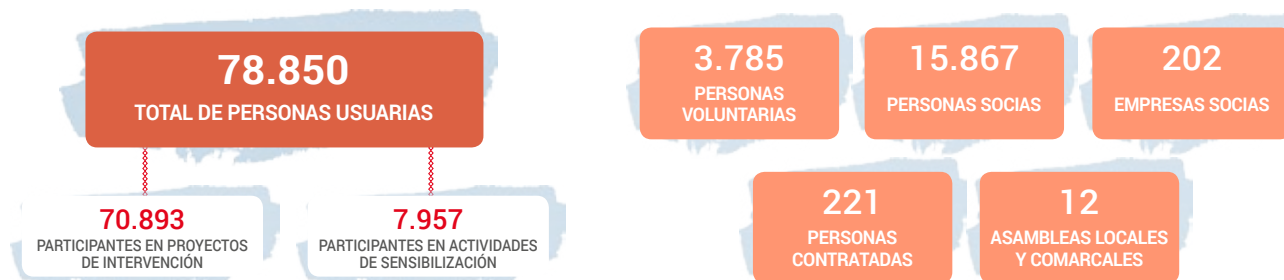 78.850
TOTAL DE PERSONAS USUARIAS
70.893
PARTICIPANTES EN PROYECTOS
DE INTERVENCIÓN
7.957
PARTICIPANTES EN ACTIVIDADES
DE SENSIBILIZACIÓN
3.785
PERSONAS
VOLUNTARIAS
15.867
PERSONAS SOCIAS
202
EMPRESAS SOCIAS
221
PERSONAS
CONTRATADAS
12
ASAMBLEAS LOCALES
Y COMARCALES